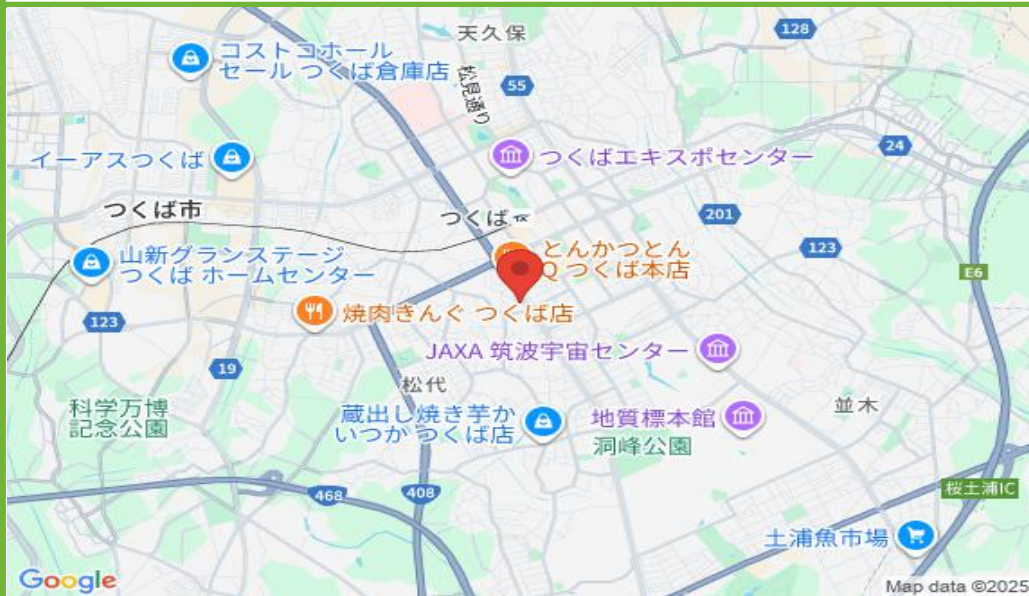 天久保
128
コストコホール
セール つくば倉庫店
松見通り
55
イーアスつくば
つくばエキスポセンター
24
つくば市
つくば
201
123
山新グランステージ
つくば ホームセンター
とんかつとん
Q つくば本店
E6
焼肉きんぐ つくば店
123
JAXA 筑波宇宙センター
19
松代
科学万博
記念公園
蔵出し焼き芋か
いつか つくば店
地質標本館
並木
洞峰公園
468
408
桜土浦IC
土浦魚市場
Google
Map data ©2025